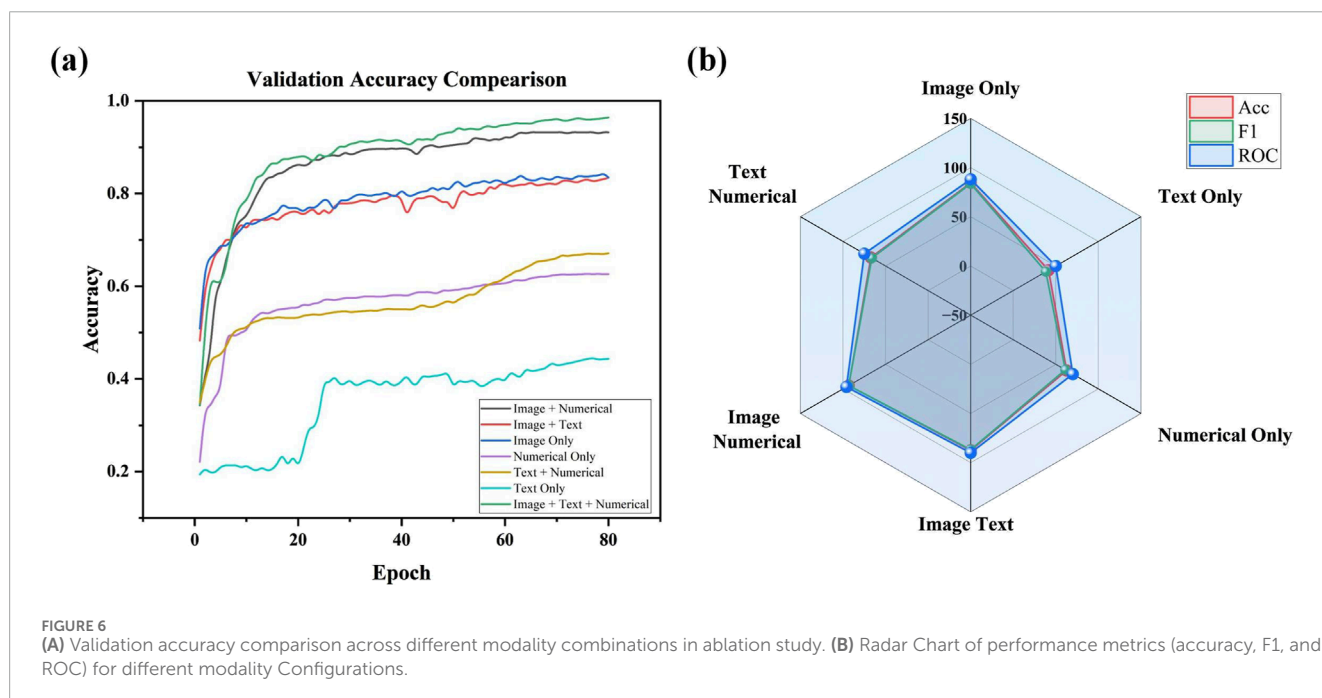 (a)
Validation Accuracy Compearison
1.0
0.8
0.6
0.4
0.2
Accuracy
0
20
40
60
80
Epoch
Image + Numerical
Image + Text
Image Only
Numerical Only
Text + Numerical
Text Only
Image + Text + Numerical
(b)
Image Only
150
100
50
0
−50
Text Only
Numerical Only
Image Text
Image
Numerical
Text
Numerical
Acc
F1
ROC
FIGURE 6
(A) Validation accuracy comparison across different modality combinations in ablation study. (B) Radar Chart of performance metrics (accuracy, F1, and
ROC) for different modality Configurations.